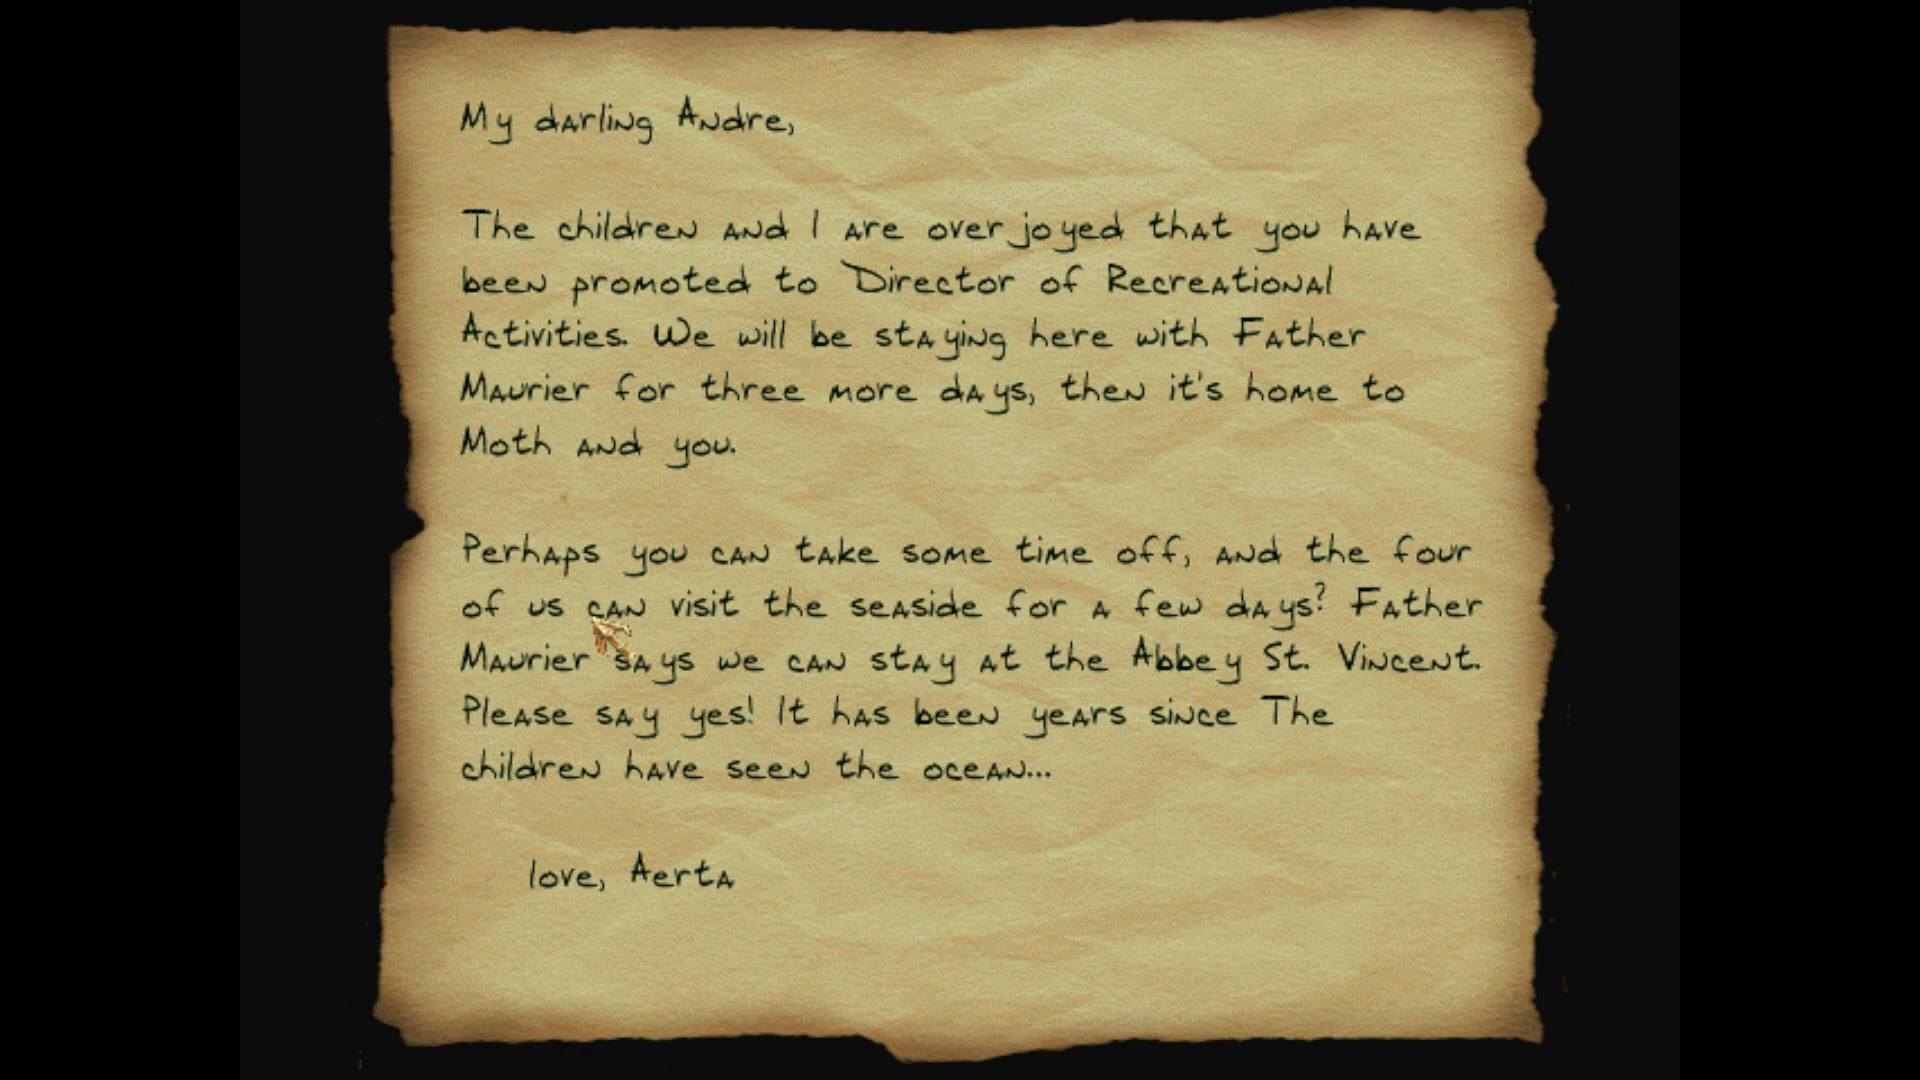 My darling Andre,
The children and I are overjoyed that you have
been promoted to Director of Recreational
Activities. We will be staying here with Father
Maurier for three more days, then it's home to
Moth and you.
Perhaps you can take some time off, and the four
of us can visit the seaside for a few days? Father
Maurier says we can stay at the Abbey St. Vincent.
Please say yes! It has been years since The
children have seen the ocean...
love, Aerta